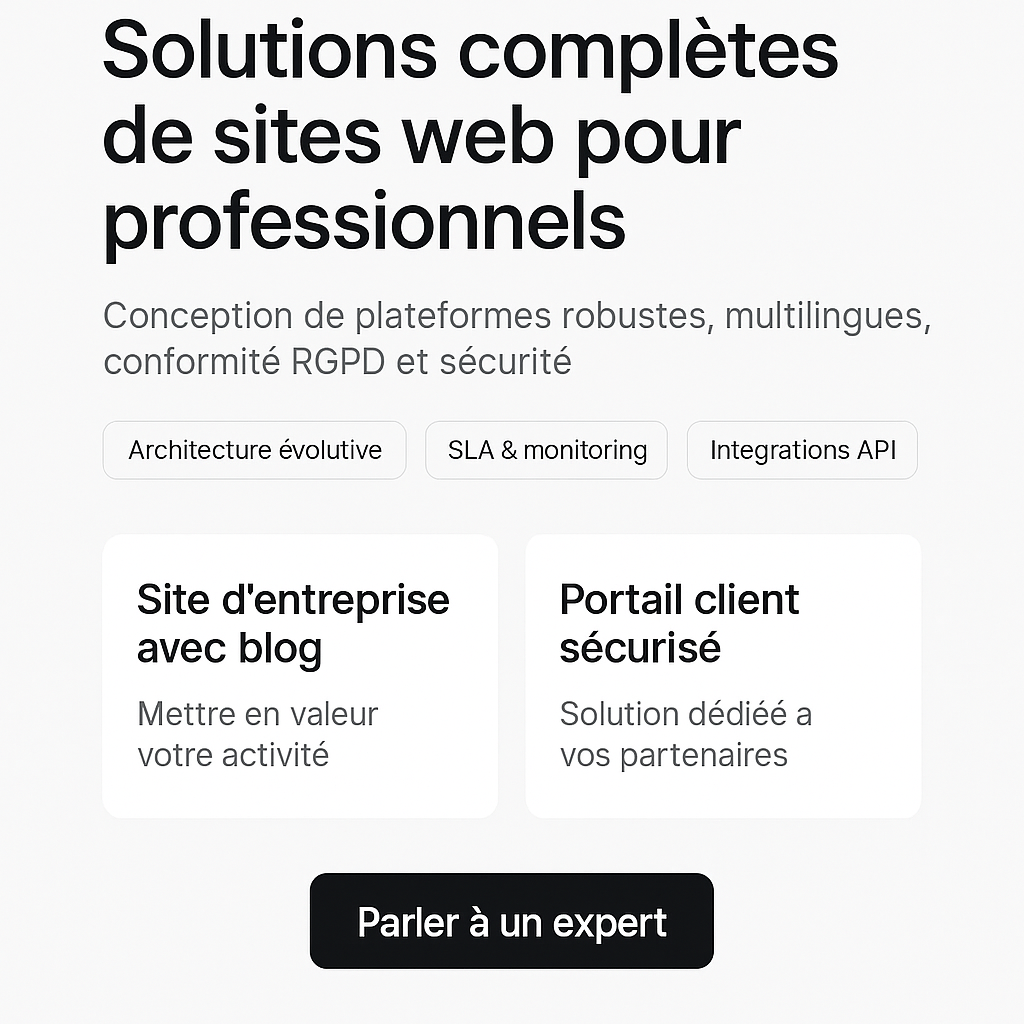 Solutions complètes
de sites web pour
professionnels
Conception de plateformes robustes, multilingues,
conformité RGPD et sécurité
Architecture évolutive
SLA & monitoring
Integrations API
Site d'entreprise
avec blog
Mettre en valeur
votre activité
Portail client
sécurisé
Solution dédiéé a
vos partenaires
Parler à un expert